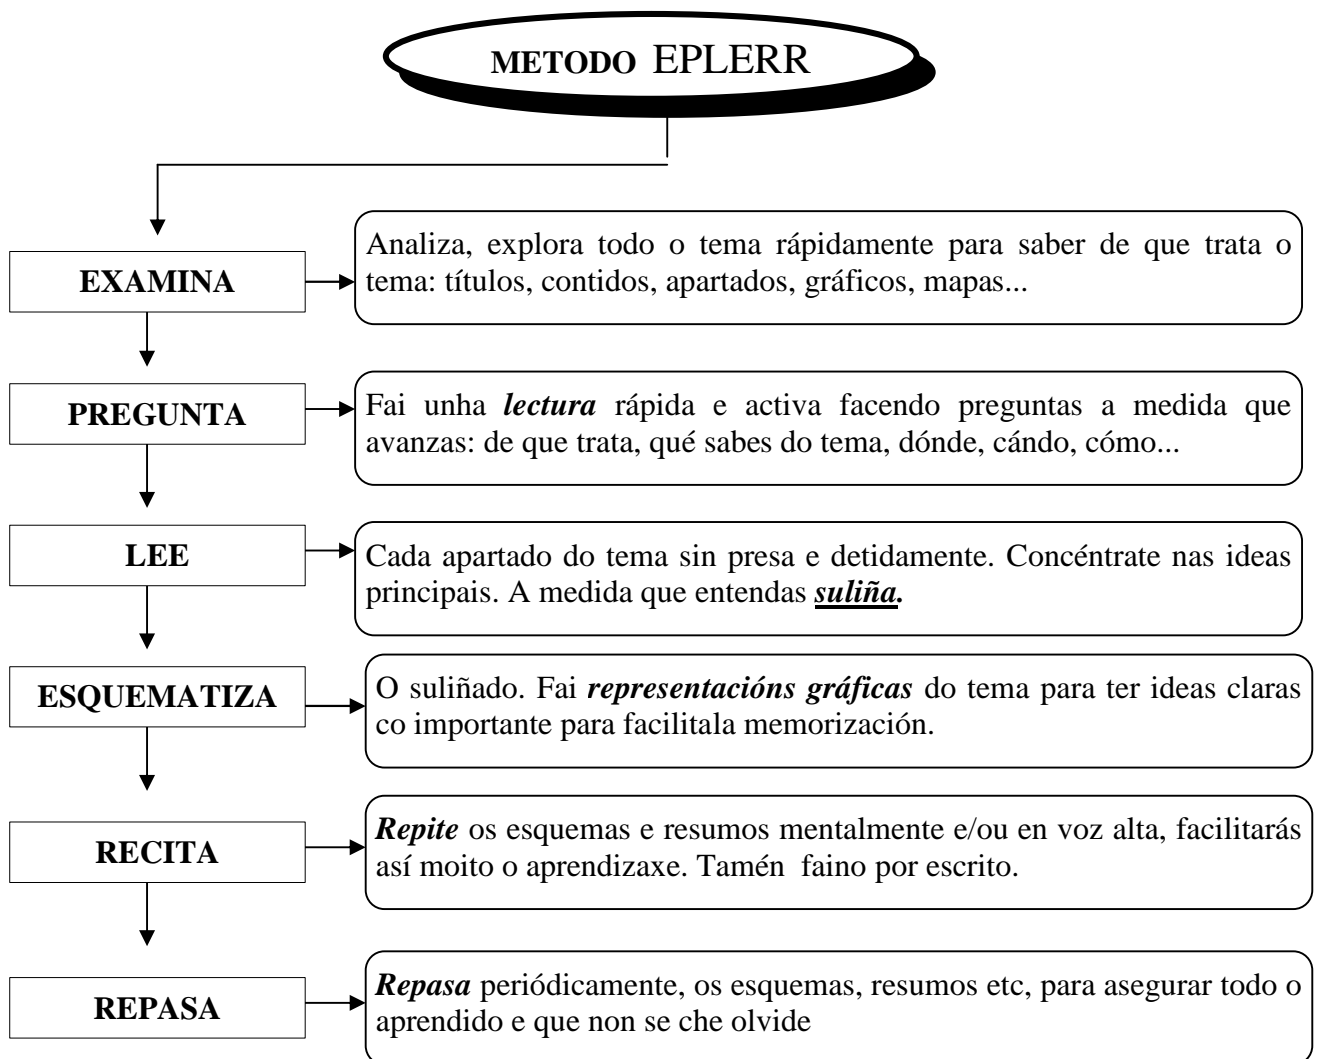 METODO EPLERR
EXAMINA
Analiza, explora todo o tema rápidamente para saber de que trata o
tema: títulos, contidos, apartados, gráficos, mapas...
PREGUNTA
Fai unha lectura rápida e activa facendo preguntas a medida que
avanzas: de que trata, qué sabes do tema, dónde, cándo, cómo...
LEE
Cada apartado do tema sin presa e detidamente. Concéntrate nas ideas
principais. A medida que entendas suliña.
ESQUEMATIZA
O suliñado. Fai representacións gráficas do tema para ter ideas claras
co importante para facilitala memorización.
RECITA
Repite os esquemas e resumos mentalmente e/ou en voz alta, facilitarás
así moito o aprendizaxe. Tamén faino por escrito.
REPASA
Repasa periódicamente, os esquemas, resumos etc, para asegurar todo o
aprendido e que non se che olvide